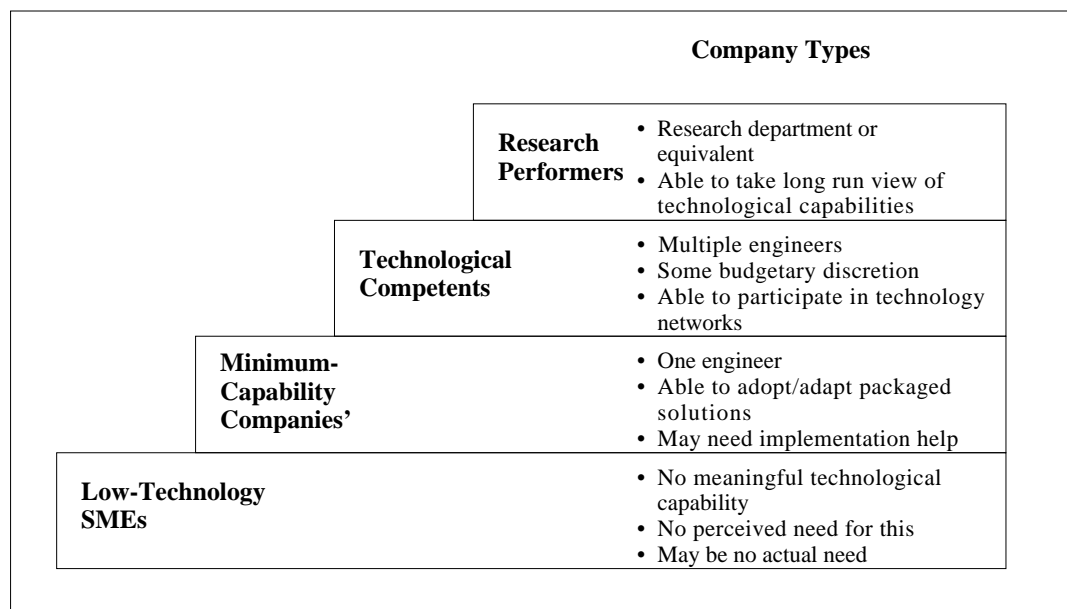 Company Types
Research
Performers
• Research department or
equivalent
• Able to take long run view of
technological capabilities
Technological
Competents
• Multiple engineers
• Some budgetary discretion
• Able to participate in technology
networks
Minimum-
Capability
Companies’
• One engineer
• Able to adopt/adapt packaged
solutions
• May need implementation help
Low-Technology
SMEs
• No meaningful technological
capability
• No perceived need for this
• May be no actual need